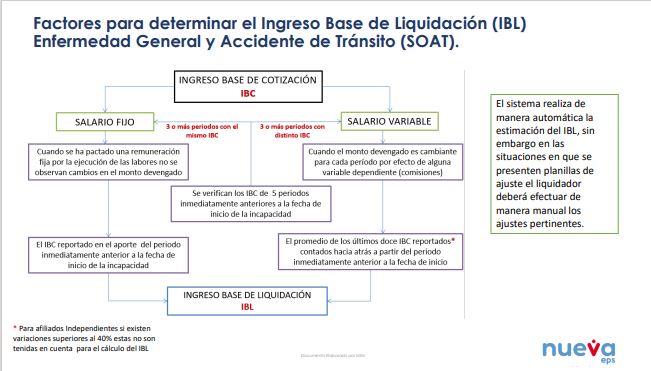 Factores para determinar el Ingreso Base de Liquidación (IBL)
Enfermedad General y Accidente de Tránsito (SOAT).
INGRESO BASE DE COTIZACIÓN
IBC
SALARIO FIJO
3 o más periodos con el
mismo IBC
3 o más periodos con
distinto IBC
SALARIO VARIABLE
Cuando se ha pactado una remuneración
fija por la ejecución de las labores no se
observan cambios en el monto devengado
Cuando el monto devengado es cambiante
para cada período por efecto de alguna
variable dependiente (comisiones)
Se verifican los IBC de 5 periodos
inmediatamente anteriores a la fecha de
inicio de la incapacidad
El IBC reportado en el aporte del periodo
inmediatamente anterior a la fecha de
inicio de la incapacidad
El promedio de los últimos doce IBC reportados*
contados hacia atrás a partir del periodo
inmediatamente anterior a la fecha de inicio
INGRESO BASE DE LIQUIDACIÓN
IBL
El sistema realiza de
manera automática la
estimación del IBL, sin
embargo en las
situaciones en que se
presenten planillas de
ajuste el liquidador
deberá efectuar de
manera manual los
ajustes pertinentes.
* Para afiliados Independientes si existen
variaciones superiores al 40% estas no son
tenidas en cuenta para el cálculo del IBL
Documento Elaborado por
nueva
eps